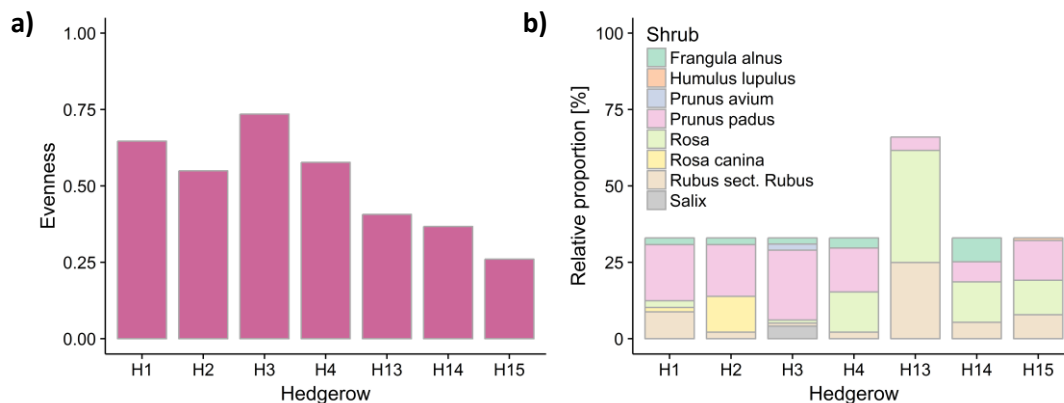 a)
1.00
0.75
0.50
0.25
0.00
Evenness
H1 H2 H3 H4 H13 H14 H15
Hedgerow
b)
100
75
50
25
0
Relative proportion [%]
Shrub
Frangula alnus
Humulus lupulus
Prunus avium
Prunus padus
Rosa
Rosa canina
Rubus sect. Rubus
Salix
H1 H2 H3 H4 H13 H14 H15
Hedgerow